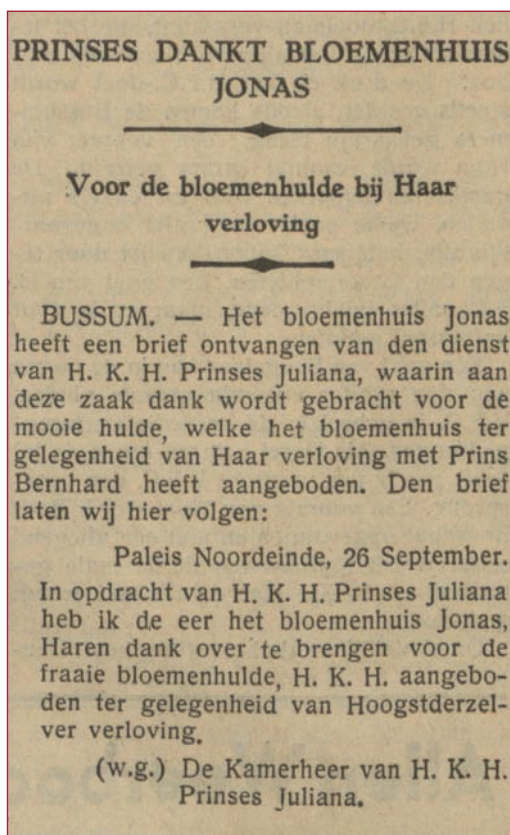 PRINSES DANKT BLOEMENHUIS
JONAS
Voor de bloemenhulde bij Haar
verloving
BUSSUM. — Het bloemenhuis Jonas
heeft een brief ontvangen van den dienst
van H. K. H. Prinses Juliana, waarin aan
deze zaak dank wordt gebracht voor de
mooie hulde, welke het bloemenhuis ter
gelegenheid van Haar verloving met Prins
Bernhard heeft aangeboden. Den brief
laten wij hier volgen:
Paleis Noordeinde, 26 September.
In opdracht van H. K. H. Prinses Juliana
heb ik de eer het bloemenhuis Jonas,
Haren dank over te brengen voor de
fraaie bloemenhulde, H. K. H. aangebo-
den ter gelegenheid van Hoogstderzel-
ver verloving.
(w.g.) De Kamerheer van H. K. H.
Prinses Juliana.